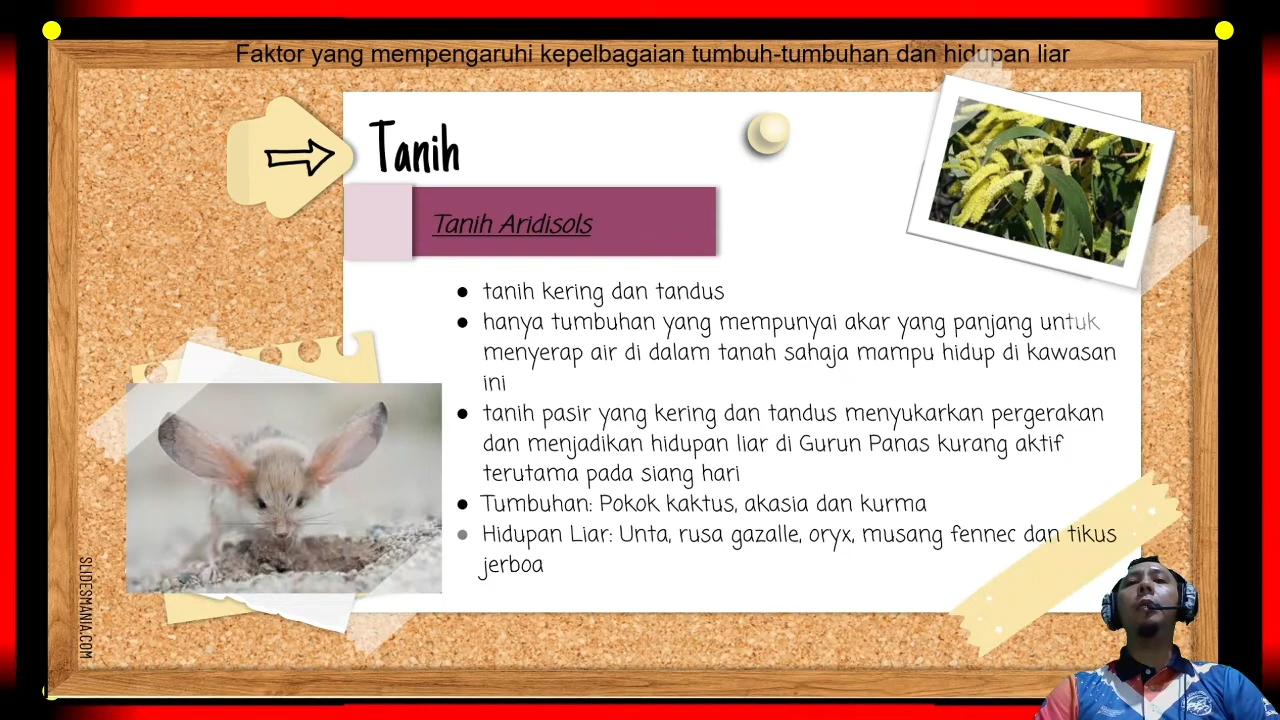 Faktor yang mempengaruhi kepelbagaian tumbuh-tumbuhan dan hidupan liar
Tanih
Tanih Aridisols
● tanih kering dan tandus
● hanya tumbuhan yang mempunyai akar yang panjang untuk
menyerap air di dalam tanah sahaja mampu hidup di kawasan
ini
● tanih pasir yang kering dan tandus menyukarkan pergerakan
dan menjadikan hidupan liar di Gurun Panas kurang aktif
terutama pada siang hari
● Tumbuhan: Pokok kaktus, akasia dan kurma
● Hidupan Liar: Unta, rusa gazalle, oryx, musang fennec dan tikus
jerboa
SLIDESMANIA.COM